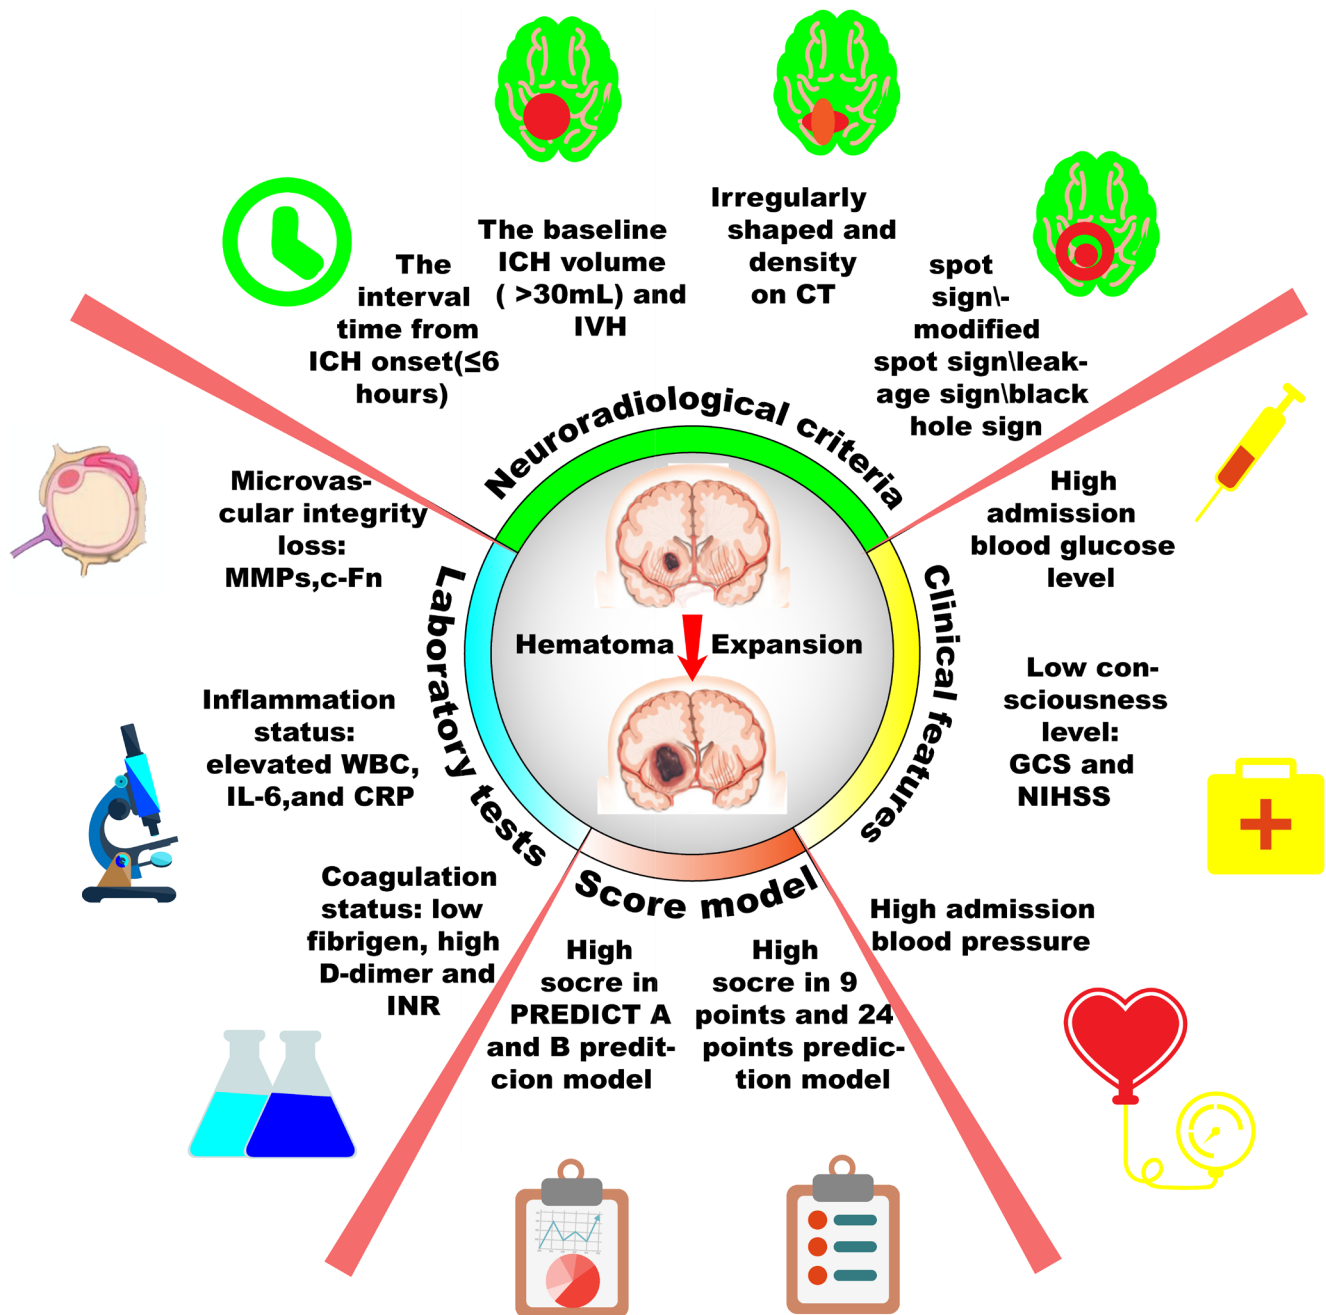 Irregularly
shaped and
density
on CT
The baseline
ICH volume
( >30mL) and
IVH
The
interval
time from
ICH onset(≤6
hours)
spot
sign\-
modified
spot sign\leak-
age sign\black
hole sign
Neuroradiological criteria
Microvas-
cular integrity
loss:
MMPs,c-Fn
High
admission
blood glucose
level
Laboratory tests
Clinical features
Hematoma
Expansion
Inflammation
status:
elevated WBC,
IL-6,and CRP
Low con-
sciousness
level:
GCS and
NIHSS
Coagulation
status: low
fibrigen, high
D-dimer and
INR
Score model
High admission
blood pressure
High
socre in
PREDICT A
and B predit-
cion model
High
socre in 9
points and 24
points predic-
tion model